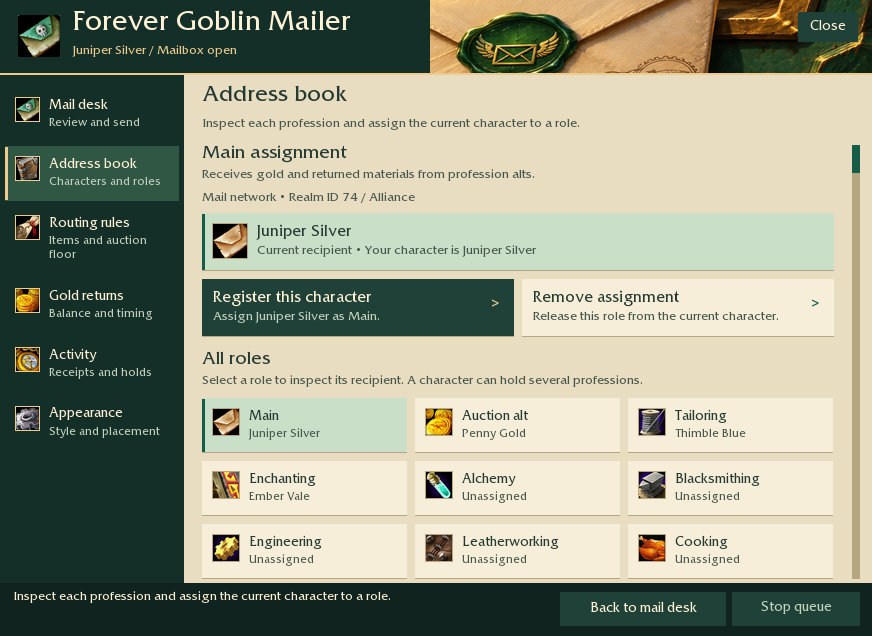 Forever Goblin Mailer
Juniper Silver / Mailbox open
Close
Mail desk
Review and send
Address book
Characters and roles
Routing rules
Items and auction
floor
Gold returns
Balance and timing
Activity
Receipts and holds
Appearance
Style and placement
Address book
Inspect each profession and assign the current character to a role.
Main assignment
Receives gold and returned materials from profession alts.
Mail network • Realm ID 74 / Alliance
Juniper Silver
Current recipient • Your character is Juniper Silver
Register this character
Assign Juniper Silver as Main.
>
Remove assignment
Release this role from the current character.
>
All roles
Select a role to inspect its recipient. A character can hold several professions.
Main
Juniper Silver
Auction alt
Penny Gold
Tailoring
Thimble Blue
Enchanting
Ember Vale
Alchemy
Unassigned
Blacksmithing
Unassigned
Engineering
Unassigned
Leatherworking
Unassigned
Cooking
Unassigned
Inspect each profession and assign the current character to a role.
Back to mail desk
Stop queue